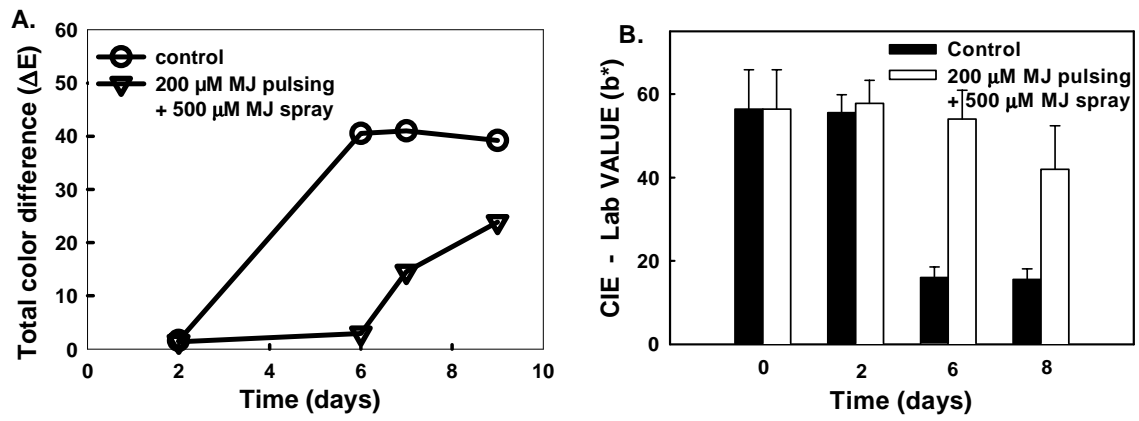 A.
Total color difference (ΔE)
60
50
40
30
20
10
0
control
200 µM MJ pulsing
+ 500 µM MJ spray
0
2
4
6
8
10
Time (days)
B.
CIE - Lab VALUE (b*)
60
40
20
0
Control
200 µM MJ pulsing
+ 500 µM MJ spray
0
2
6
8
Time (days)